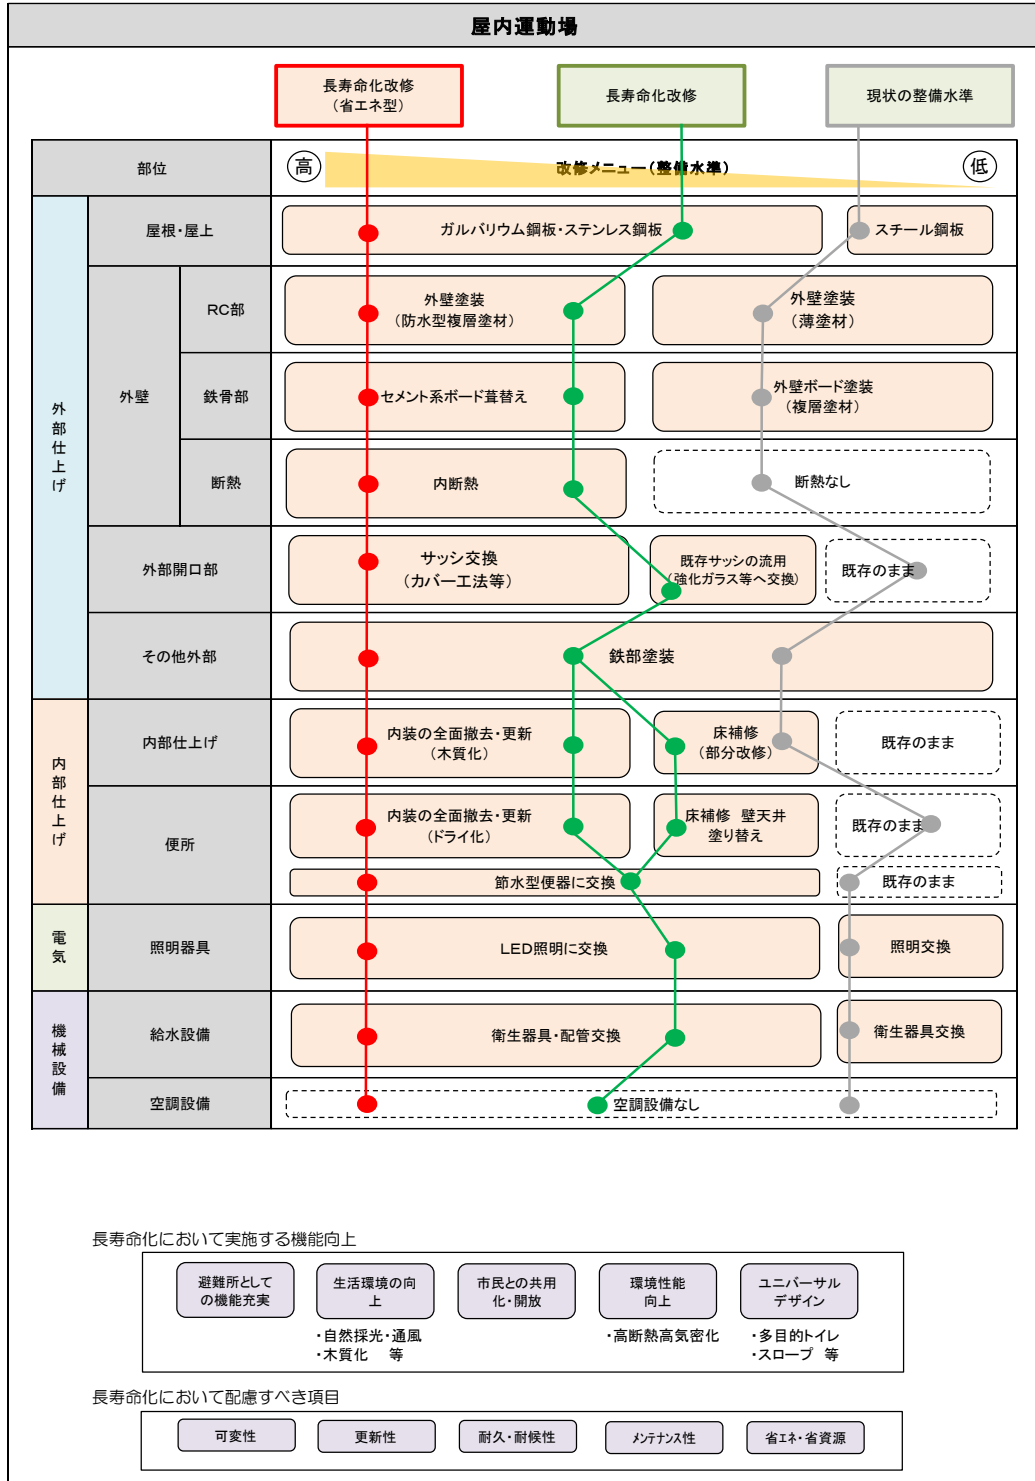 屋内運動場
長寿命化改修
（省エネ型）
長寿命化改修
現状の整備水準
部位
高
改修メニュー（整備水準）
低
外部仕上げ
屋根・屋上
ガルバリウム鋼板・ステンレス鋼板
スチール鋼板
外壁
RC部
外壁塗装
（防水型複層塗材）
外壁塗装
（薄塗材）
鉄骨部
セメント系ボード葺替え
外壁ボード塗装
（複層塗材）
断熱
内断熱
断熱なし
外部開口部
サッシ交換
（カバー工法等）
既存サッシの流用
（強化ガラス等へ交換）
既存のまま
その他外部
鉄部塗装
内部仕上げ
内部仕上げ
内装の全面撤去・更新
（木質化）
床補修
（部分改修）
既存のまま
便所
内装の全面撤去・更新
（ドライ化）
床補修 壁天井
塗り替え
既存のまま
節水型便器に交換
既存のまま
電気
照明器具
LED照明に交換
照明交換
機械設備
給水設備
衛生器具・配管交換
衛生器具交換
空調設備
空調設備なし
長寿命化において実施する機能向上
避難所として
の機能充実
生活環境の向
上
市民との共用
化・開放
環境性能
向上
ユニバーサル
デザイン
・自然採光・通風
・木質化 等
・高断熱高気密化
・多目的トイレ
・スロープ 等
長寿命化において配慮すべき項目
可変性
更新性
耐久・耐候性
メンテナンス性
省エネ・省資源